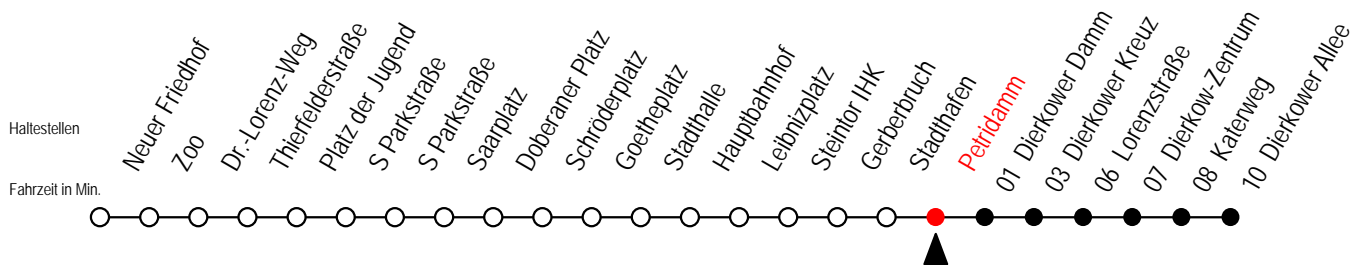 Haltestellen
Neuer Friedhof
Zoo
Dr.-Lorenz-Weg
Thierfelderstraße
Platz der Jugend
S Parkstraße
S Parkstraße
Saarplatz
Doberaner Platz
Schröderplatz
Goetheplatz
Stadthalle
Hauptbahnhof
Leibnizplatz
Steintor IHK
Gerberbruch
Stadthafen
Petridamm
01 Dierkower Damm
03 Dierkower Kreuz
06 Lorenzstraße
07 Dierkow-Zentrum
08 Katenweg
10 Dierkower Allee
Fahrzeit in Min.